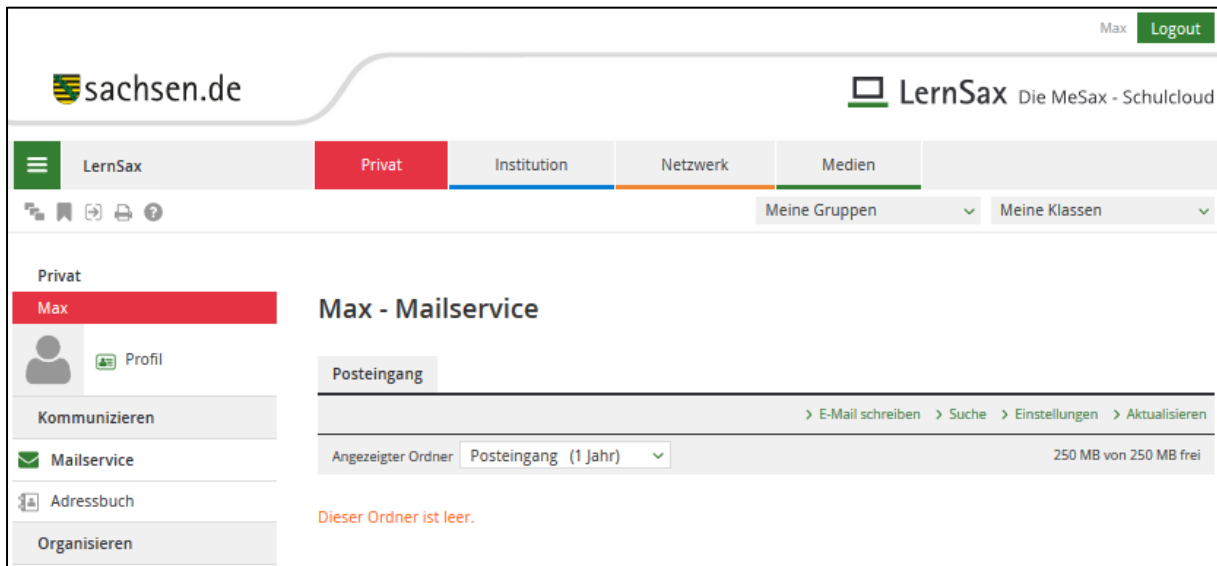 Max Logout
sachsen.de
LernSax Die MeSax - Schulcloud
LernSax Privat Institution Netzwerk Medien
Meine Gruppen Meine Klassen
Privat
Max
Profil
Kommunizieren
Mailservice
Adressbuch
Organisieren
Max - Mailservice
Posteingang
> E-Mail schreiben > Suche > Einstellungen > Aktualisieren
Angezeigter Ordner Posteingang (1 Jahr) 250 MB von 250 MB frei
Dieser Ordner ist leer.